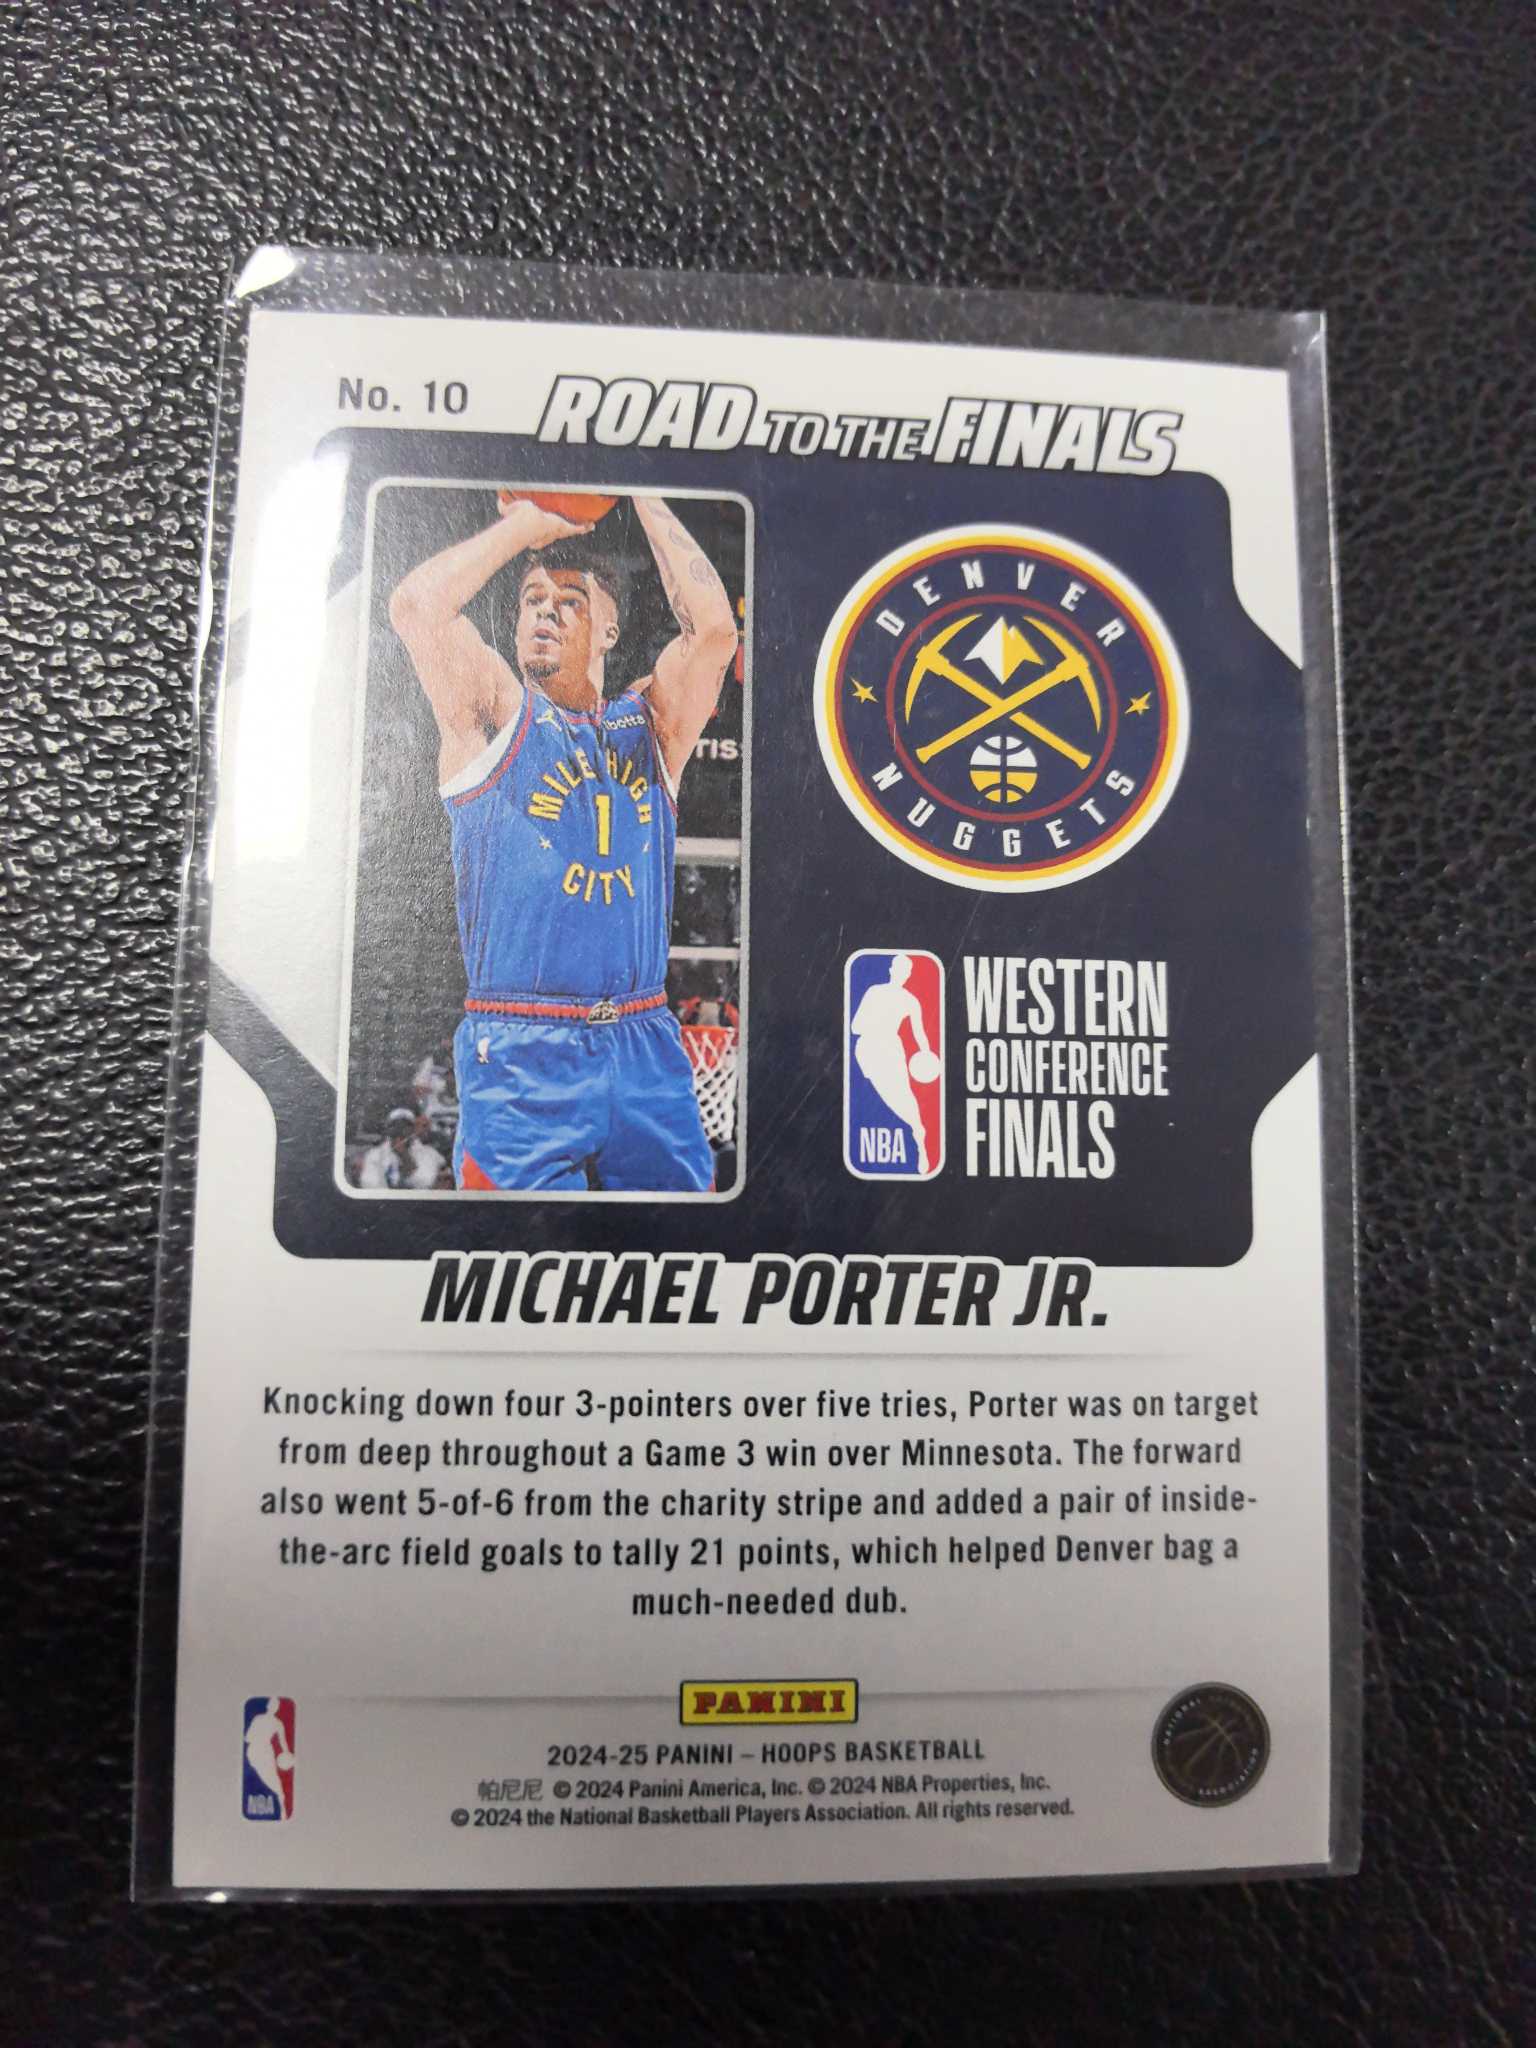 No. 10
ROAD TO THE FINALS
DENVER
NUGGETS
ibotta
MILE HIGH
1
CITY
NBA
WESTERN
CONFERENCE
FINALS
MICHAEL PORTER JR.
Knocking down four 3-pointers over five tries, Porter was on target
from deep throughout a Game 3 win over Minnesota. The forward
also went 5-of-6 from the charity stripe and added a pair of inside-
the-arc field goals to tally 21 points, which helped Denver bag a
much-needed dub.
PANINI
2024-25 PANINI – HOOPS BASKETBALL
帕尼尼 © 2024 Panini America, Inc. © 2024 NBA Properties, Inc.
© 2024 the National Basketball Players Association. All rights reserved.
NBA
NATIONAL
ASSOCIATION